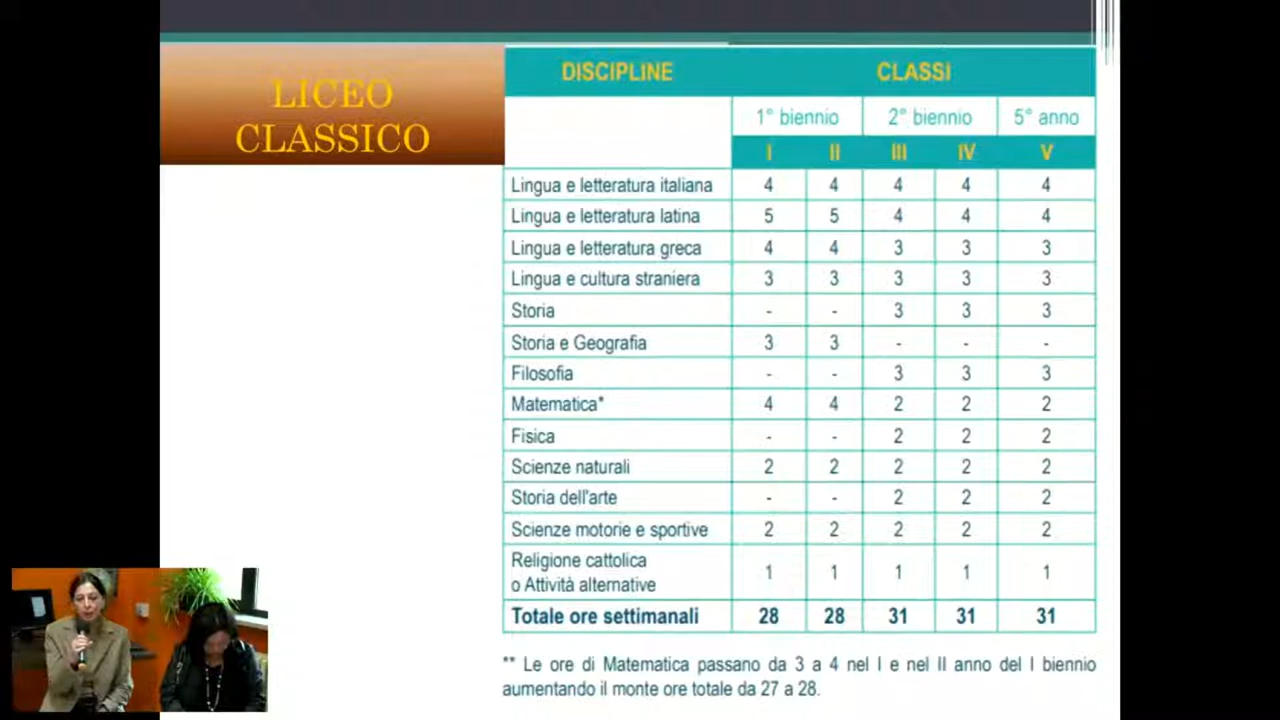 LICEO
CLASSICO
DISCIPLINE CLASSI
1° biennio 2° biennio 5° anno
I II III IV V
Lingua e letteratura italiana 4 4 4 4 4
Lingua e letteratura latina 5 5 4 4 4
Lingua e letteratura greca 4 4 3 3 3
Lingua e cultura straniera 3 3 3 3 3
Storia - - 3 3 3
Storia e Geografia 3 3 - - -
Filosofia - - 3 3 3
Matematica* 4 4 2 2 2
Fisica - - 2 2 2
Scienze naturali 2 2 2 2 2
Storia dell'arte - - 2 2 2
Scienze motorie e sportive 2 2 2 2 2
Religione cattolica
o Attività alternative 1 1 1 1 1
Totale ore settimanali 28 28 31 31 31
** Le ore di Matematica passano da 3 a 4 nel I e nel II anno del I biennio
aumentando il monte ore totale da 27 a 28.